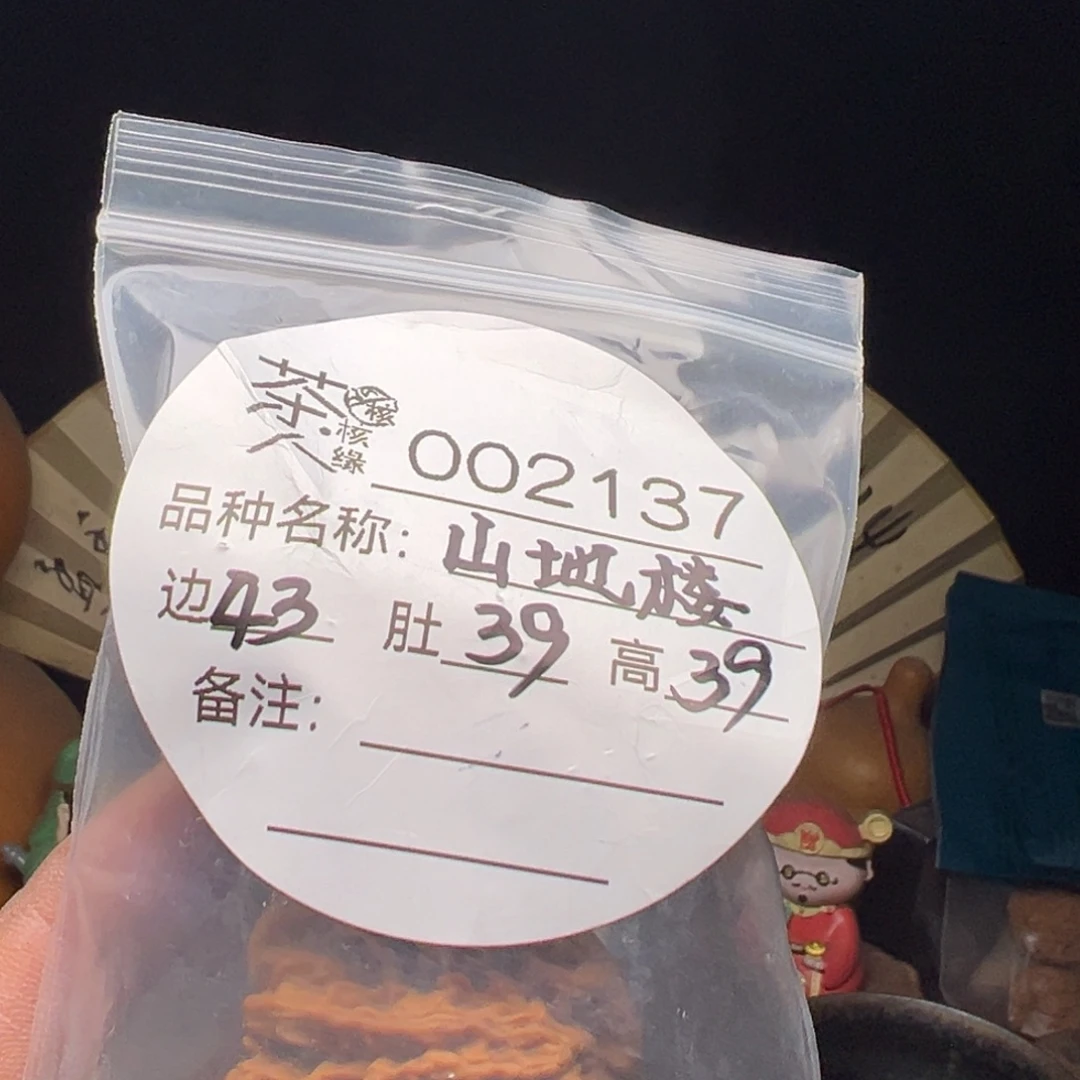 茶
核缘
002137
品种名称: 山地楼
边43 肚39 高39
备注: